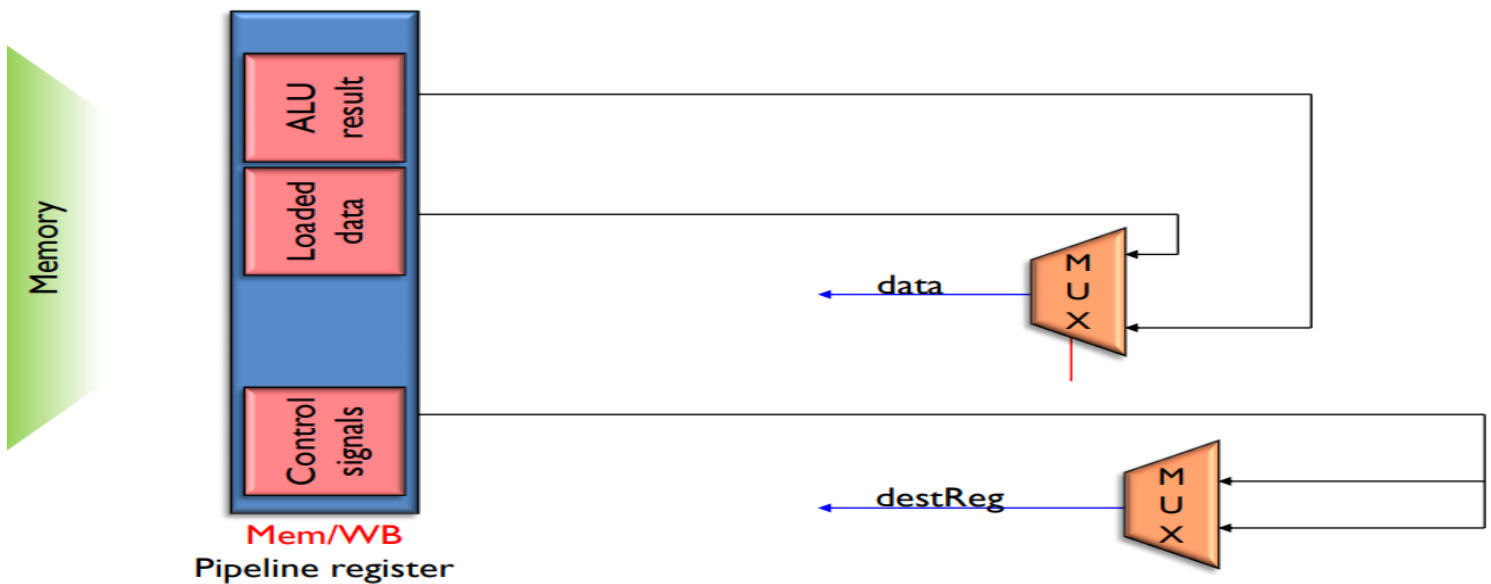 Memory
ALU
result
Loaded
data
Control
signals
Mem/WB
Pipeline register
data
M
U
X
destReg
M
U
X